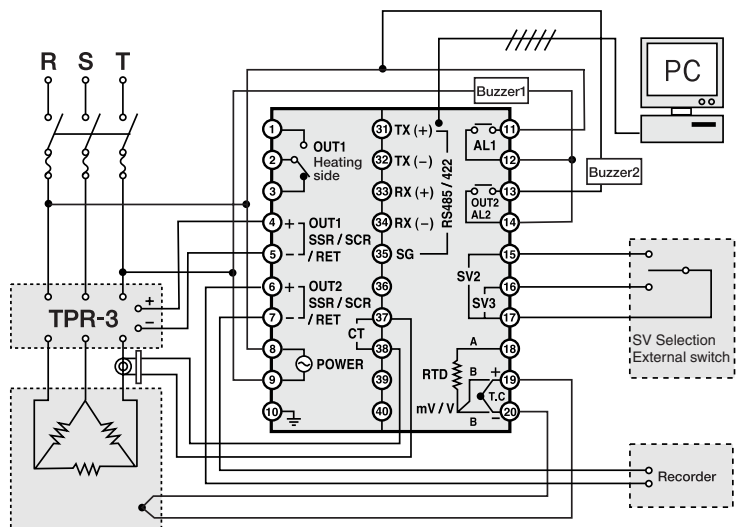 R S T
PC
Buzzer1
Buzzer2
1
2
3
4
5
6
7
8
9
10
OUT1
Heating
side
+ OUT1
SSR / SCR
− / RET
+ OUT2
SSR / SCR
− / RET
CT
POWER
31 TX (+)
32 TX (−)
33 RX (+)
34 RX (−)
35 SG
36
37
38
39
40
RS485 / 422
11
12
13
14
15
16
17
18
19
20
AL1
OUT2
AL2
SV2
SV3
A
RTD
B
+
T.C
mV / V
B
−
TPR-3
+
−
SV Selection
External switch
Recorder